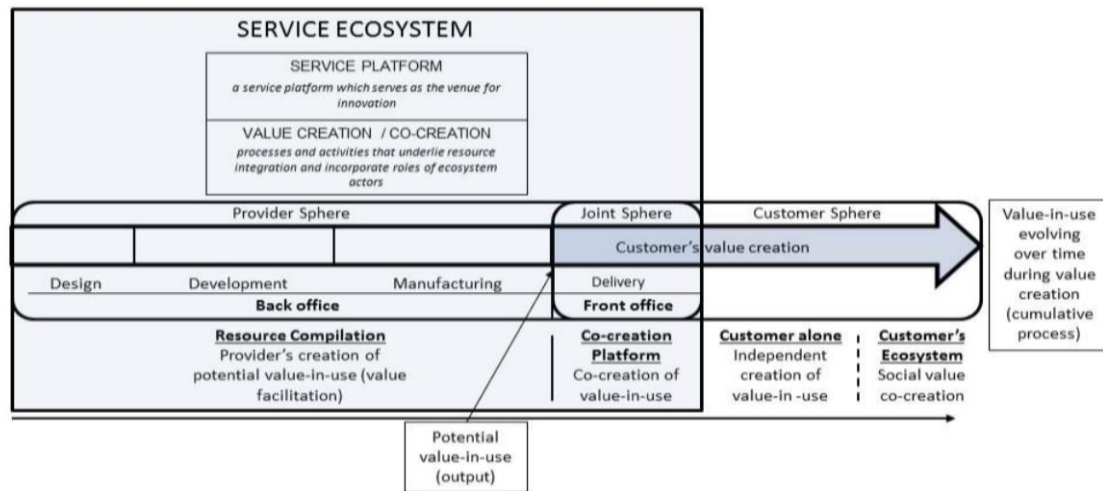 SERVICE ECOSYSTEM
SERVICE PLATFORM
a service platform which serves as the venue for
innovation
VALUE CREATION / CO-CREATION
processes and activities that underlie resource
integration and incorporate roles of ecosystem
actors
Provider Sphere
Joint Sphere
Customer Sphere
Customer's value creation
Design
Development
Manufacturing
Delivery
Back office
Front office
Resource Compilation
Provider's creation of
potential value-in-use (value
facilitation)
Co-creation
Platform
Co-creation of
value-in-use
Customer alone
Independent
creation of
value-in -use
Customer's
Ecosystem
Social value
co-creation
Value-in-use
evolving
over time
during value
creation
(cumulative
process)
Potential
value-in-use
(output)